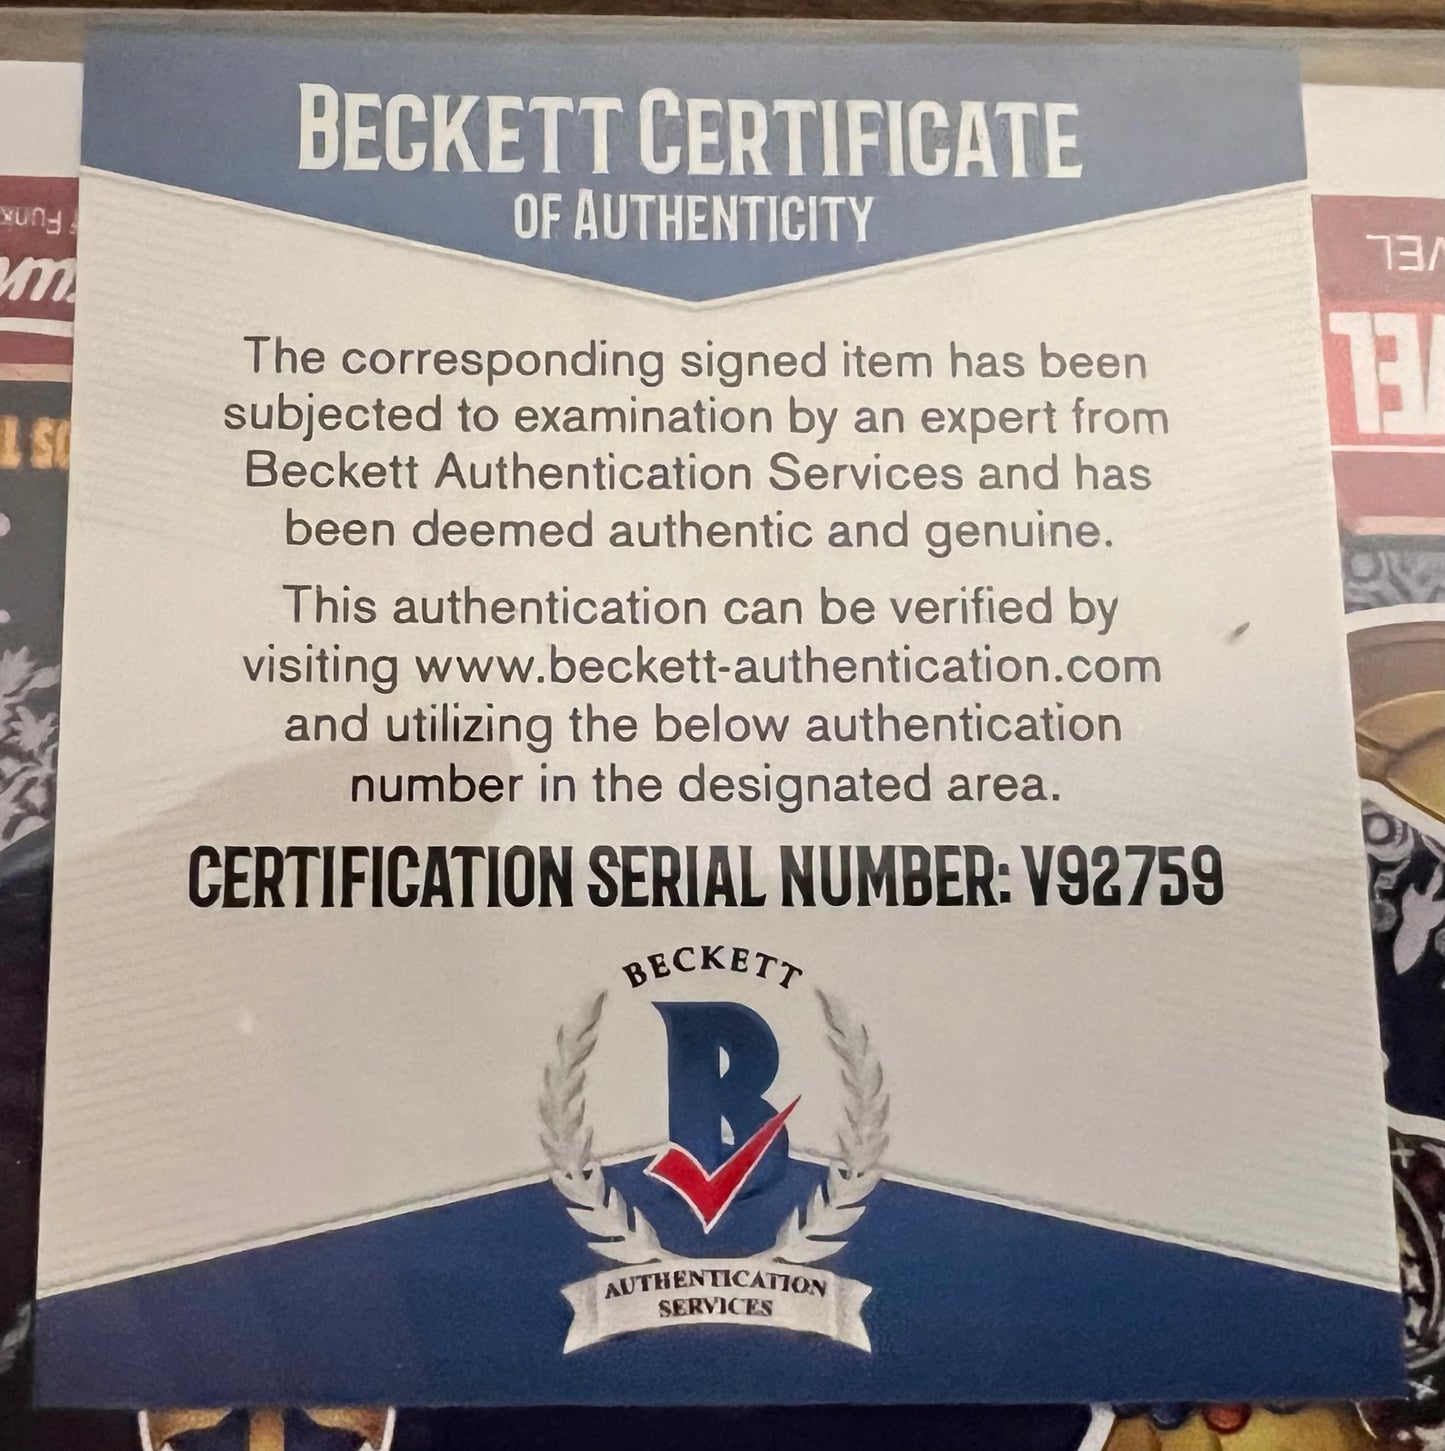 BECKETT CERTIFICATE
OF AUTHENTICITY
The corresponding signed item has been
subjected to examination by an expert from
Beckett Authentication Services and has
been deemed authentic and genuine.
This authentication can be verified by
visiting www.beckett-authentication.com
and utilizing the below authentication
number in the designated area.
CERTIFICATION SERIAL NUMBER: V92759
BECKETT
B
AUTHENTICATION
SERVICES